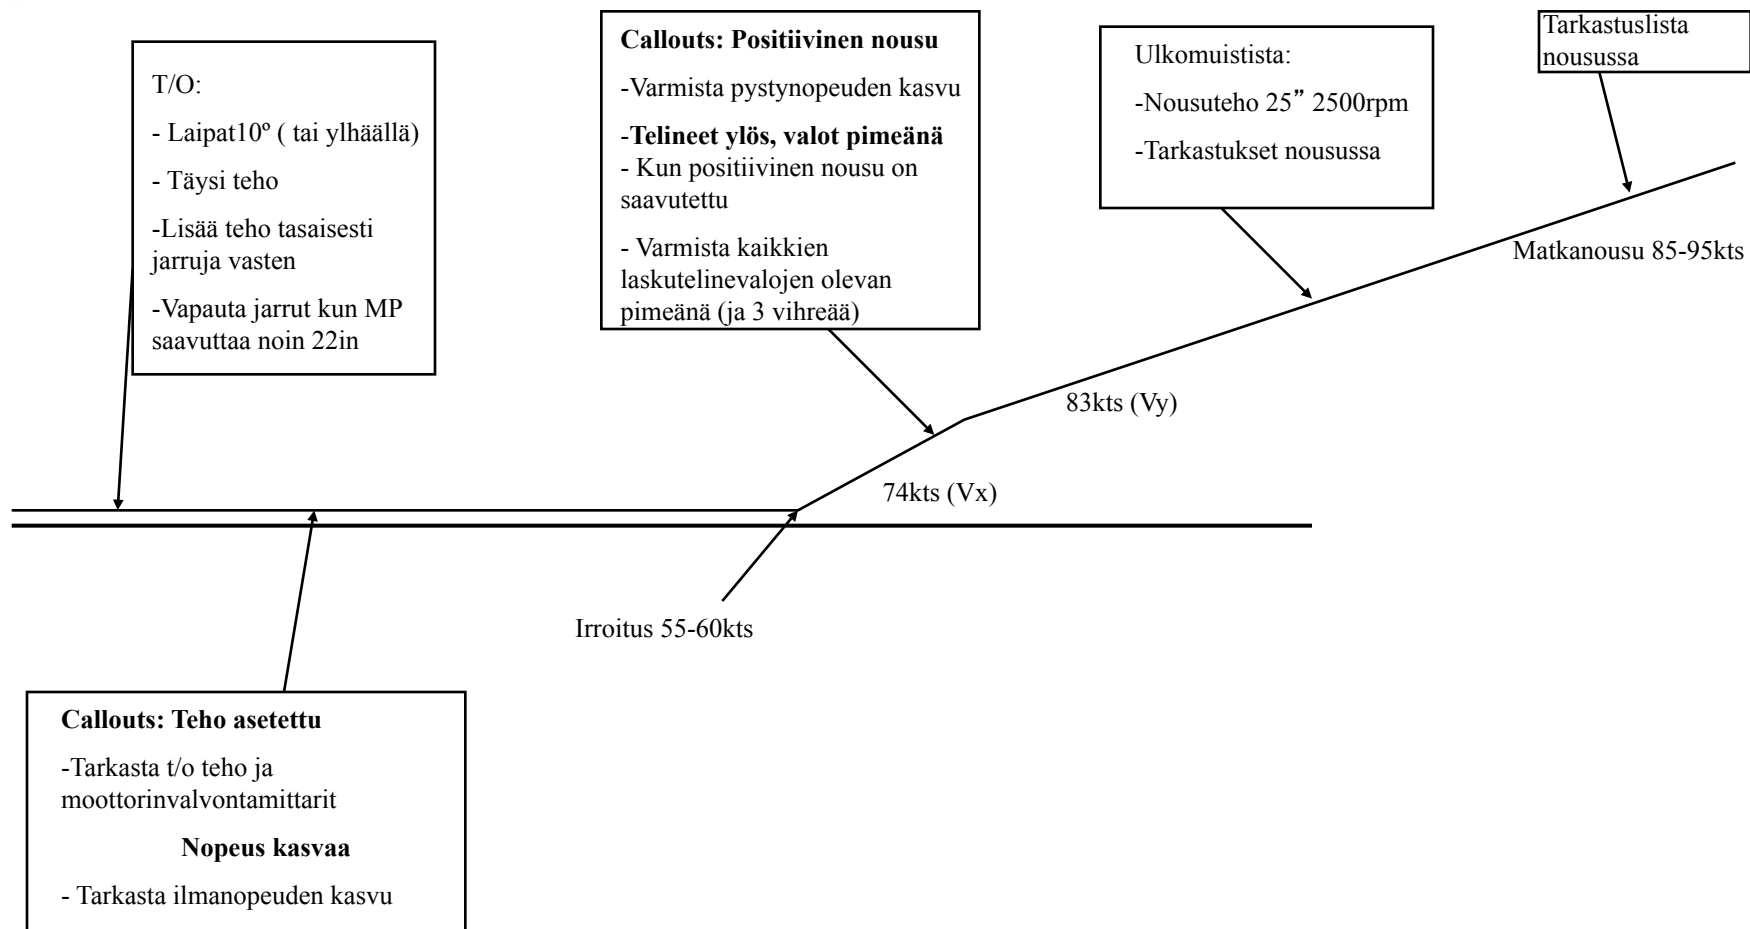 T/O:
- Laipat10º ( tai ylhäällä)
- Täysi teho
-Lisää teho tasaisesti
jarruja vasten
-Vapauta jarrut kun MP
saavuttaa noin 22in
Callouts: Positiivinen nousu
-Varmista pystynopeuden kasvu
-Telineet ylös, valot pimeänä
- Kun positiivinen nousu on
saavutettu
- Varmista kaikkien
laskutelinevalojen olevan
pimeänä (ja 3 vihreää)
Ulkomuistista:
-Nousuteho 25” 2500rpm
-Tarkastukset nousussa
Tarkastuslista
nousussa
Matkanousu 85-95kts
83kts (Vy)
74kts (Vx)
Irroitus 55-60kts
Callouts: Teho asetettu
-Tarkasta t/o teho ja
moottorinvalvontamittarit
Nopeus kasvaa
- Tarkasta ilmanopeuden kasvu